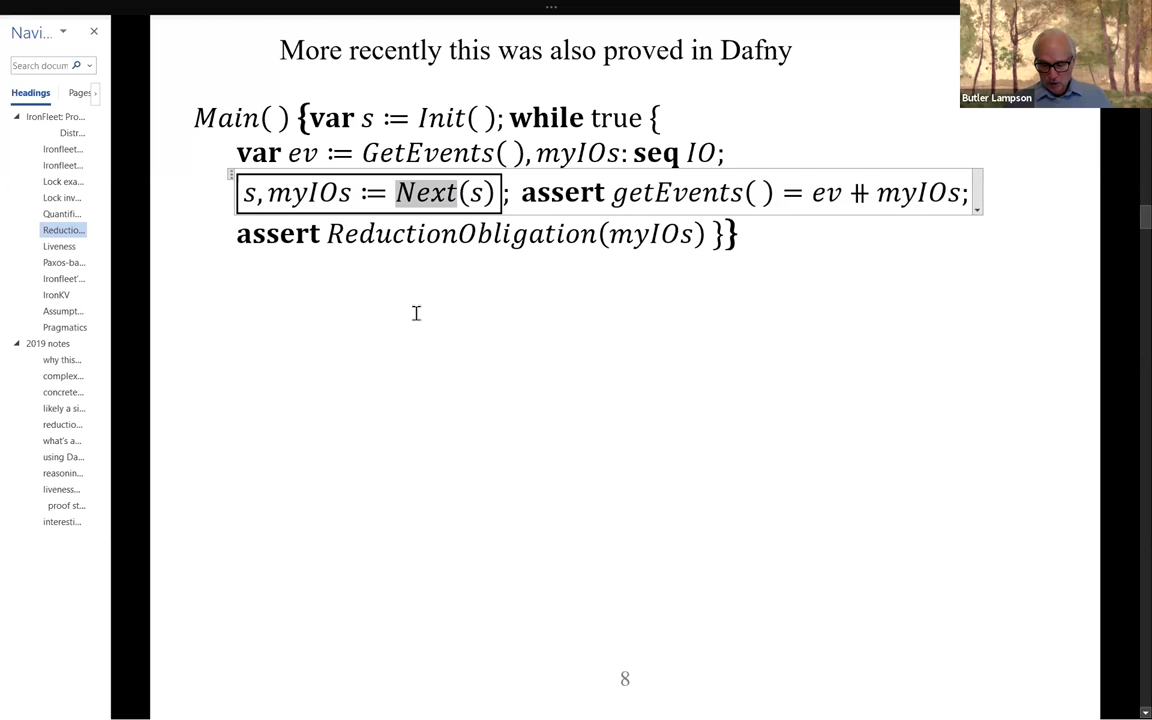 Navi...
Search docum
Headings
Pages
IronFleet: Pro...
Distr...
Ironfleet...
Ironfleet...
Lock exa...
Lock inv...
Quantifi...
Reductio...
Liveness
Paxos-ba...
Ironfleet'...
IronKV
Assumpt...
Pragmatics
2019 notes
why this...
complex...
concrete...
likely a si...
reductio...
what's a...
using Da...
reasonin...
liveness...
proof st...
interesti...
More recently this was also proved in Dafny
Main( ) {var s ≔ Init( ); while true {
var ev ≔ GetEvents( ), myIOs: seq IO;
s, myIOs ≔ Next(s) ; assert getEvents( ) = ev ⧺ myIOs;
assert ReductionObligation(myIOs) }}
8
Butler Lampson